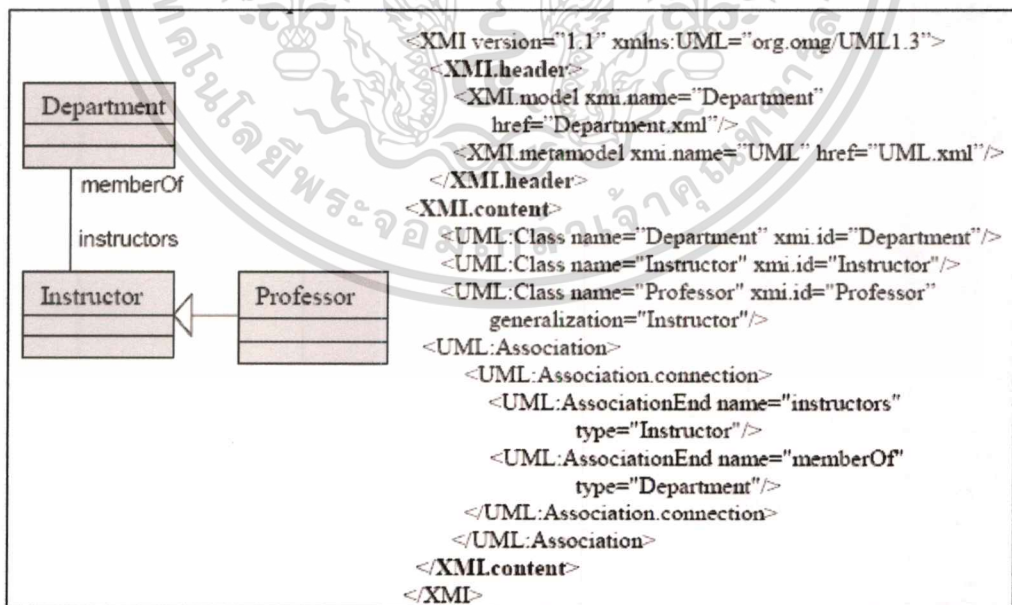 Department
memberOf
instructors
Instructor
Professor
<XMI version="1.1" xmlns:UML="org.omg/UML1.3">
<XMI.header>
<XMI.model xmi.name="Department"
href="Department.xml"/>
<XMI.metamodel xmi.name="UML" href="UML.xml"/>
</XMI.header>
<XMI.content>
<UML:Class name="Department" xmi.id="Department"/>
<UML:Class name="Instructor" xmi.id="Instructor"/>
<UML:Class name="Professor" xmi.id="Professor"
generalization="Instructor"/>
<UML:Association>
<UML:Association.connection>
<UML:AssociationEnd name="instructors"
type="Instructor"/>
<UML:AssociationEnd name="memberOf"
type="Department"/>
</UML:Association.connection>
</UML:Association>
</XMI.content>
</XMI>